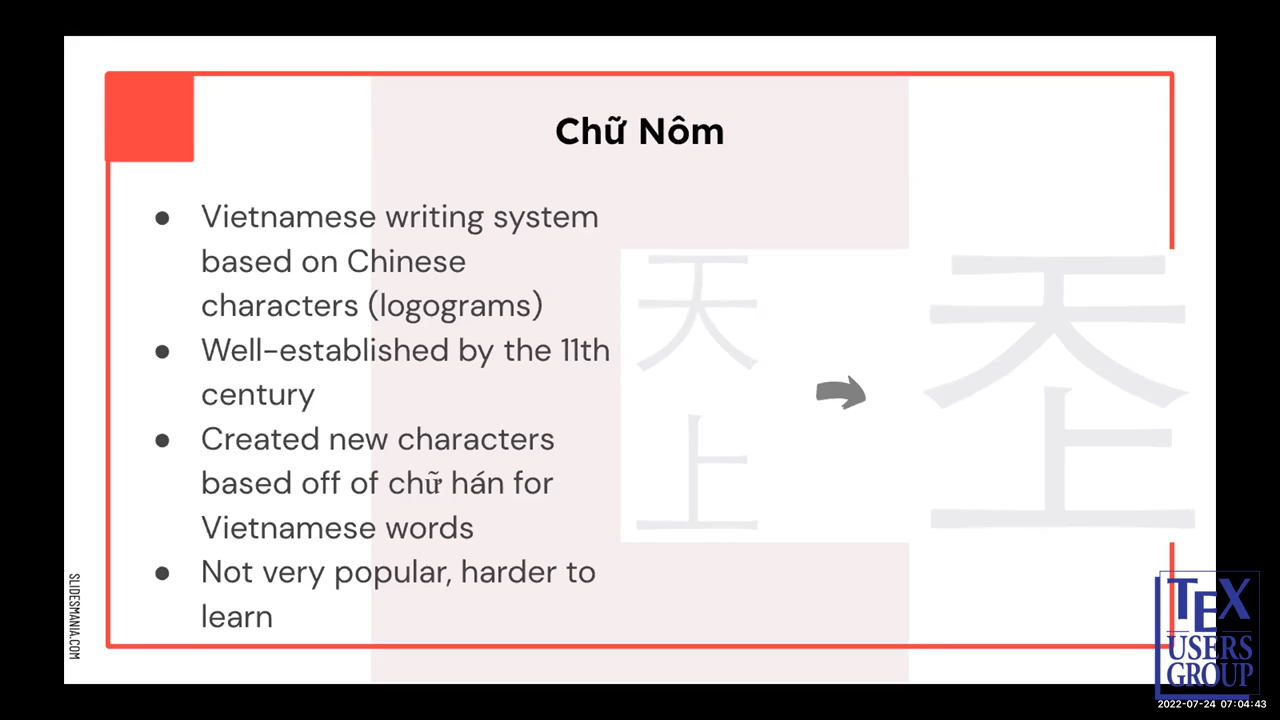 Chữ Nôm
● Vietnamese writing system
based on Chinese
characters (logograms)
● Well-established by the 11th
century
● Created new characters
based off of chữ hán for
Vietnamese words
● Not very popular, harder to
learn
天
上
𡗶
SLIDESMANIA.COM
TEX
USERS
GROUP
2022-07-24 07:04:43